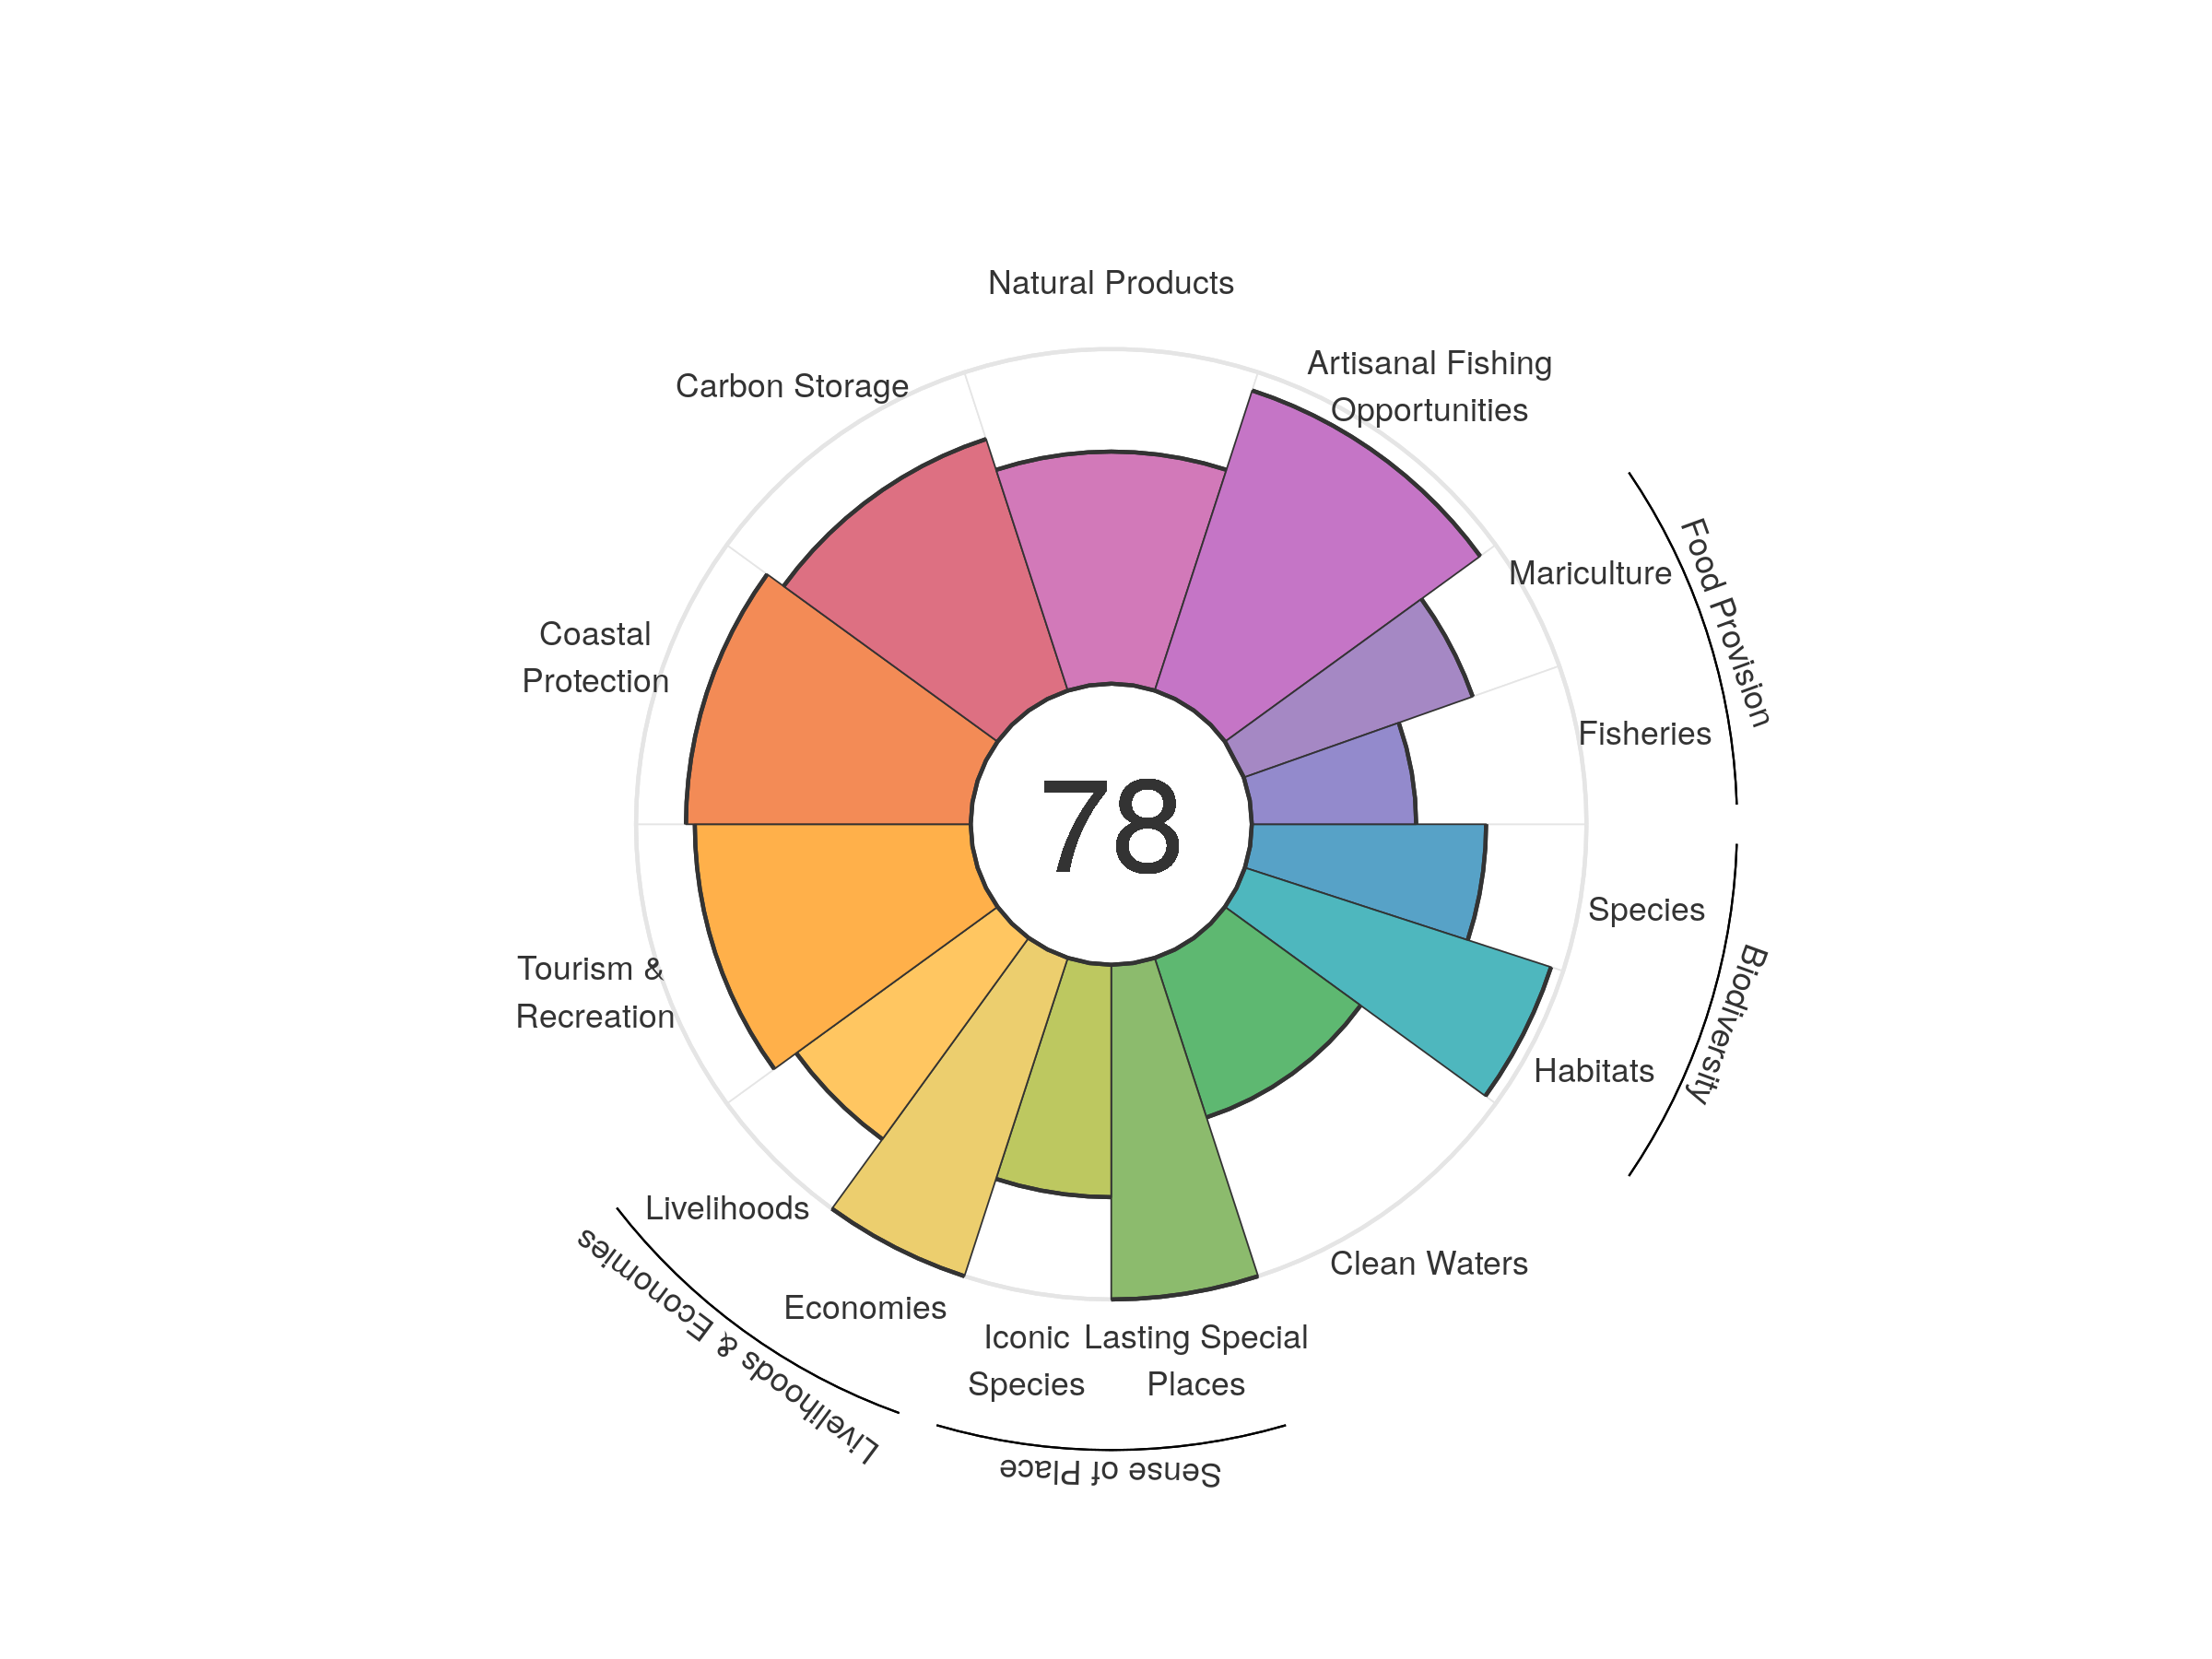 Natural Products
Artisanal Fishing
Opportunities
Carbon Storage
Mariculture
Food Provision
Coastal
Protection
Fisheries
78
Species
Biodiversity
Tourism &
Recreation
Habitats
Livelihoods
Livelihoods & Economies
Clean Waters
Economies
Iconic
Species
Lasting Special
Places
Sense of Place